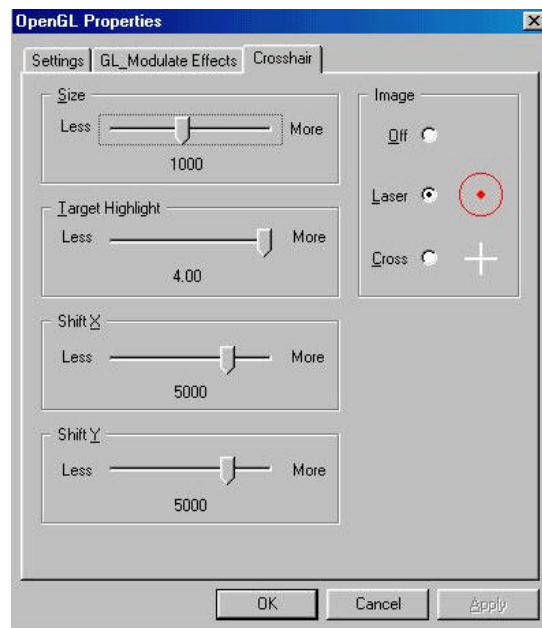 OpenGL Properties
Settings GL_Modulate Effects Crosshair
Size
Less More
1000
Target Highlight
Less More
4.00
Shift X
Less More
5000
Shift Y
Less More
5000
Image
Off
Laser
Cross
OK Cancel Apply